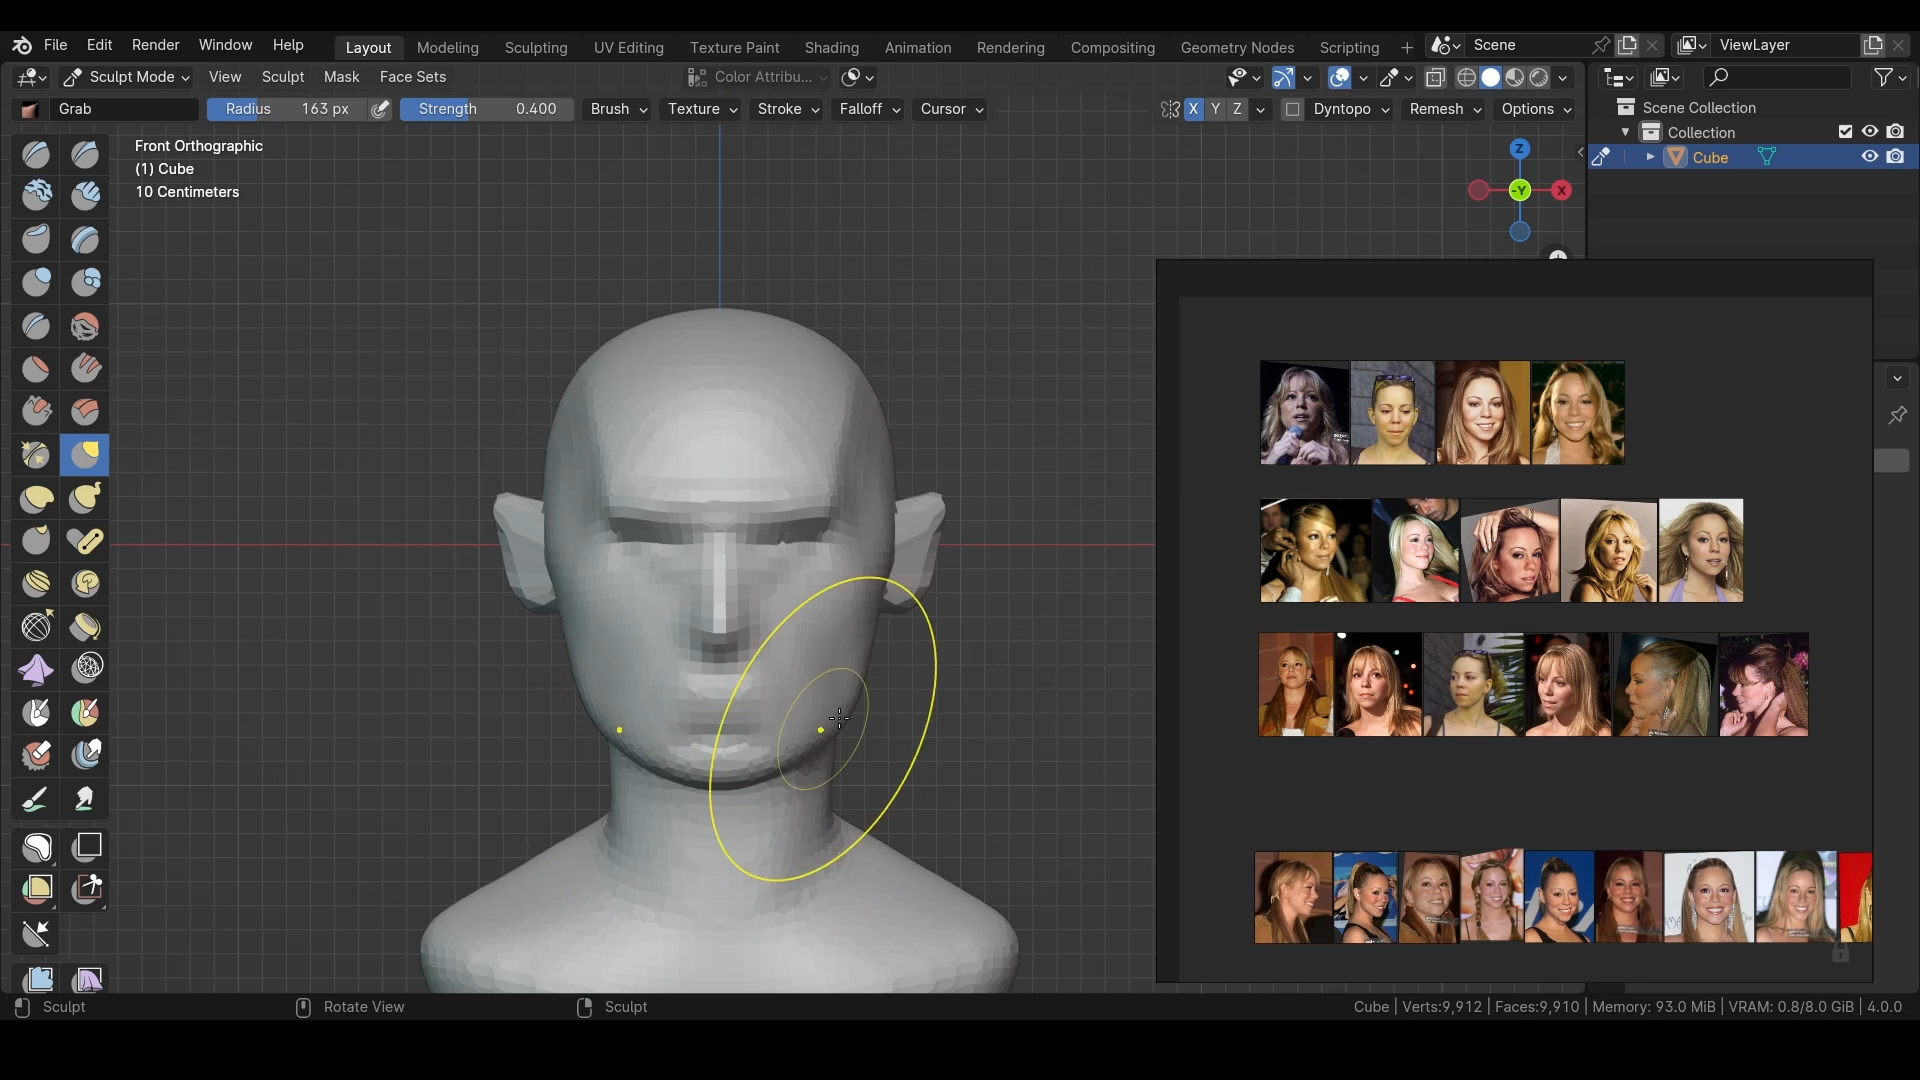 File Edit Render Window Help Layout Modeling Sculpting UV Editing Texture Paint Shading Animation Rendering Compositing Geometry Nodes Scripting + Scene ViewLayer
Sculpt Mode View Sculpt Mask Face Sets Color Attribu...
Grab Radius 163 px Strength 0.400 Brush Texture Stroke Falloff Cursor X Y Z Dyntopo Remesh Options
Scene Collection
Collection
Cube
Front Orthographic
(1) Cube
10 Centimeters
Z
-Y X
Sculpt Rotate View Sculpt Cube | Verts:9,912 | Faces:9,910 | Memory: 93.0 MiB | VRAM: 0.8/8.0 GiB | 4.0.0